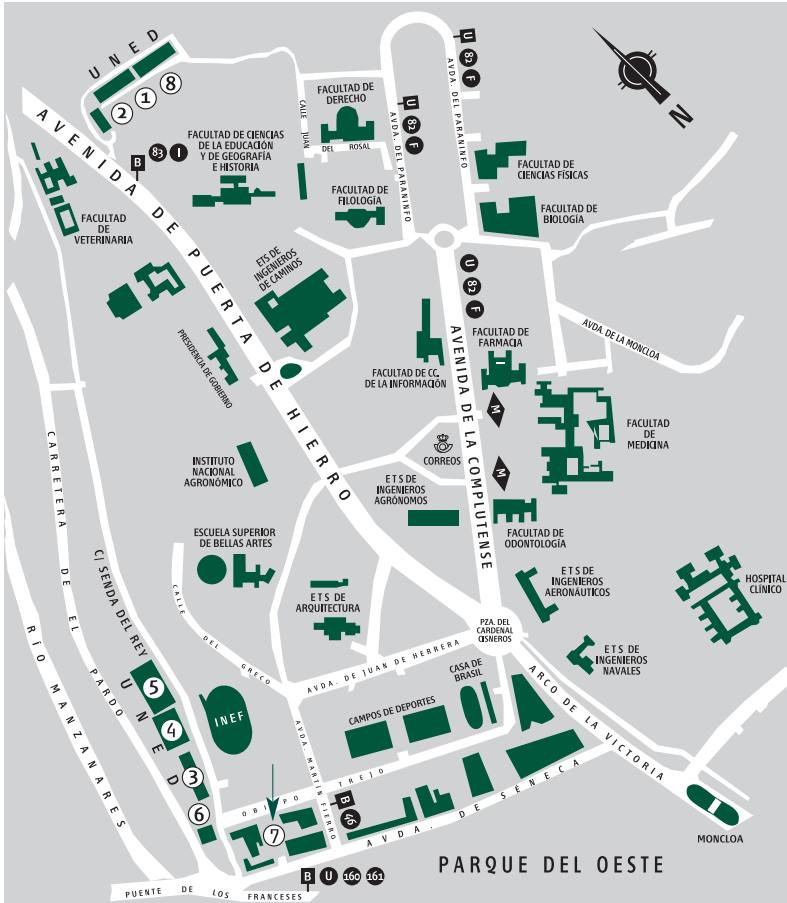 UNED
2
1
8
AVENIDA DE PUERTA DE HIERRO
B 83 I
FACULTAD DE CIENCIAS
DE LA EDUCACIÓN
Y DE GEOGRAFÍA
E HISTORIA
CALLE JUAN DEL ROSAL
FACULTAD DE
DERECHO
FACULTAD DE
FILOLOGÍA
U 82 F
AVDA. DEL PARANINFO
U 82 F
AVDA. DEL PARANINFO
N
FACULTAD DE
CIENCIAS FÍSICAS
FACULTAD DE
BIOLOGÍA
FACULTAD
DE
VETERINARIA
ETS DE
INGENIEROS
DE CAMINOS
PRESIDENCIA DE GOBIERNO
U 82 F
AVENIDA DE LA COMPLUTENSE
FACULTAD DE
FARMACIA
AVDA. DE LA MONCLOA
FACULTAD DE CC.
DE LA INFORMACIÓN
M
FACULTAD
DE
MEDICINA
CORREOS
M
INSTITUTO
NACIONAL
AGRONÓMICO
E T S DE
INGENIEROS
AGRÓNOMOS
FACULTAD DE
ODONTOLOGÍA
ESCUELA SUPERIOR
DE BELLAS ARTES
CARRETERA DE EL PARDO
C/ SENDA DEL REY
CALLE DEL GRECO
E T S DE
ARQUITECTURA
E T S DE
INGENIEROS
AERONÁUTICOS
HOSPITAL
CLÍNICO
PZA. DEL
CARDENAL
CISNEROS
E T S DE
INGENIEROS
NAVALES
RÍO MANZANARES
AVDA. DE JUAN DE HERRERA
ARCO DE LA VICTORIA
UNED
5
4
3
6
INEF
CASA DE
BRASIL
CAMPOS DE DEPORTES
AVDA. MARTÍN FIERRO
OBISPO TREJO
7
B 46
AVDA. DE SÉNECA
MONCLOA
PARQUE DEL OESTE
B U 160 161
PUENTE DE LOS FRANCESES